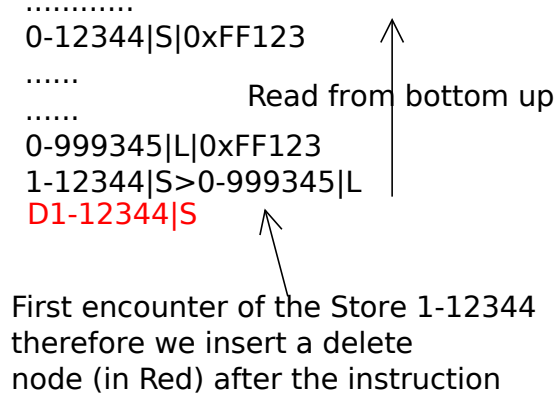 ............
0-12344|S|0xFF123
......
Read from bottom up
......
0-999345|L|0xFF123
1-12344|S>0-999345|L
D1-12344|S
First encounter of the Store 1-12344
therefore we insert a delete
node (in Red) after the instruction